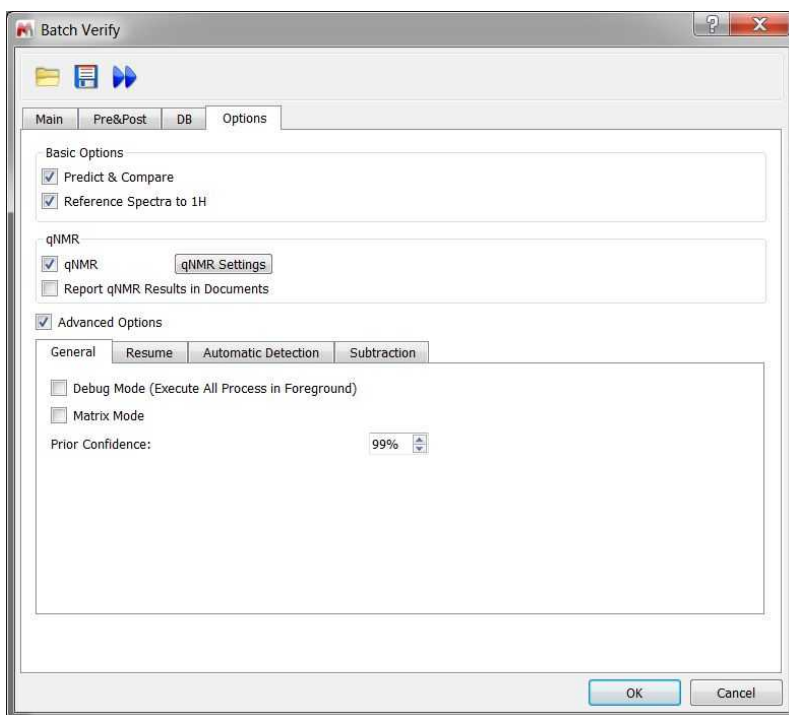 Batch Verify
Main Pre&Post DB Options
Basic Options
Predict & Compare
Reference Spectra to 1H
qNMR
qNMR qNMR Settings
Report qNMR Results in Documents
Advanced Options
General Resume Automatic Detection Subtraction
Debug Mode (Execute All Process in Foreground)
Matrix Mode
Prior Confidence: 99%
OK Cancel